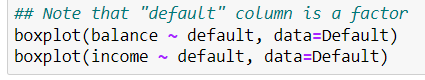 ## Note that "default" column is a factor
boxplot(balance ~ default, data=Default)
boxplot(income ~ default, data=Default)